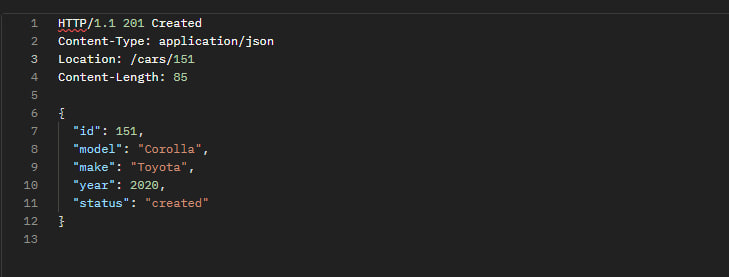 1 HTTP/1.1 201 Created
2 Content-Type: application/json
3 Location: /cars/151
4 Content-Length: 85
5
6 {
7 "id": 151,
8 "model": "Corolla",
9 "make": "Toyota",
10 "year": 2020,
11 "status": "created"
12 }
13